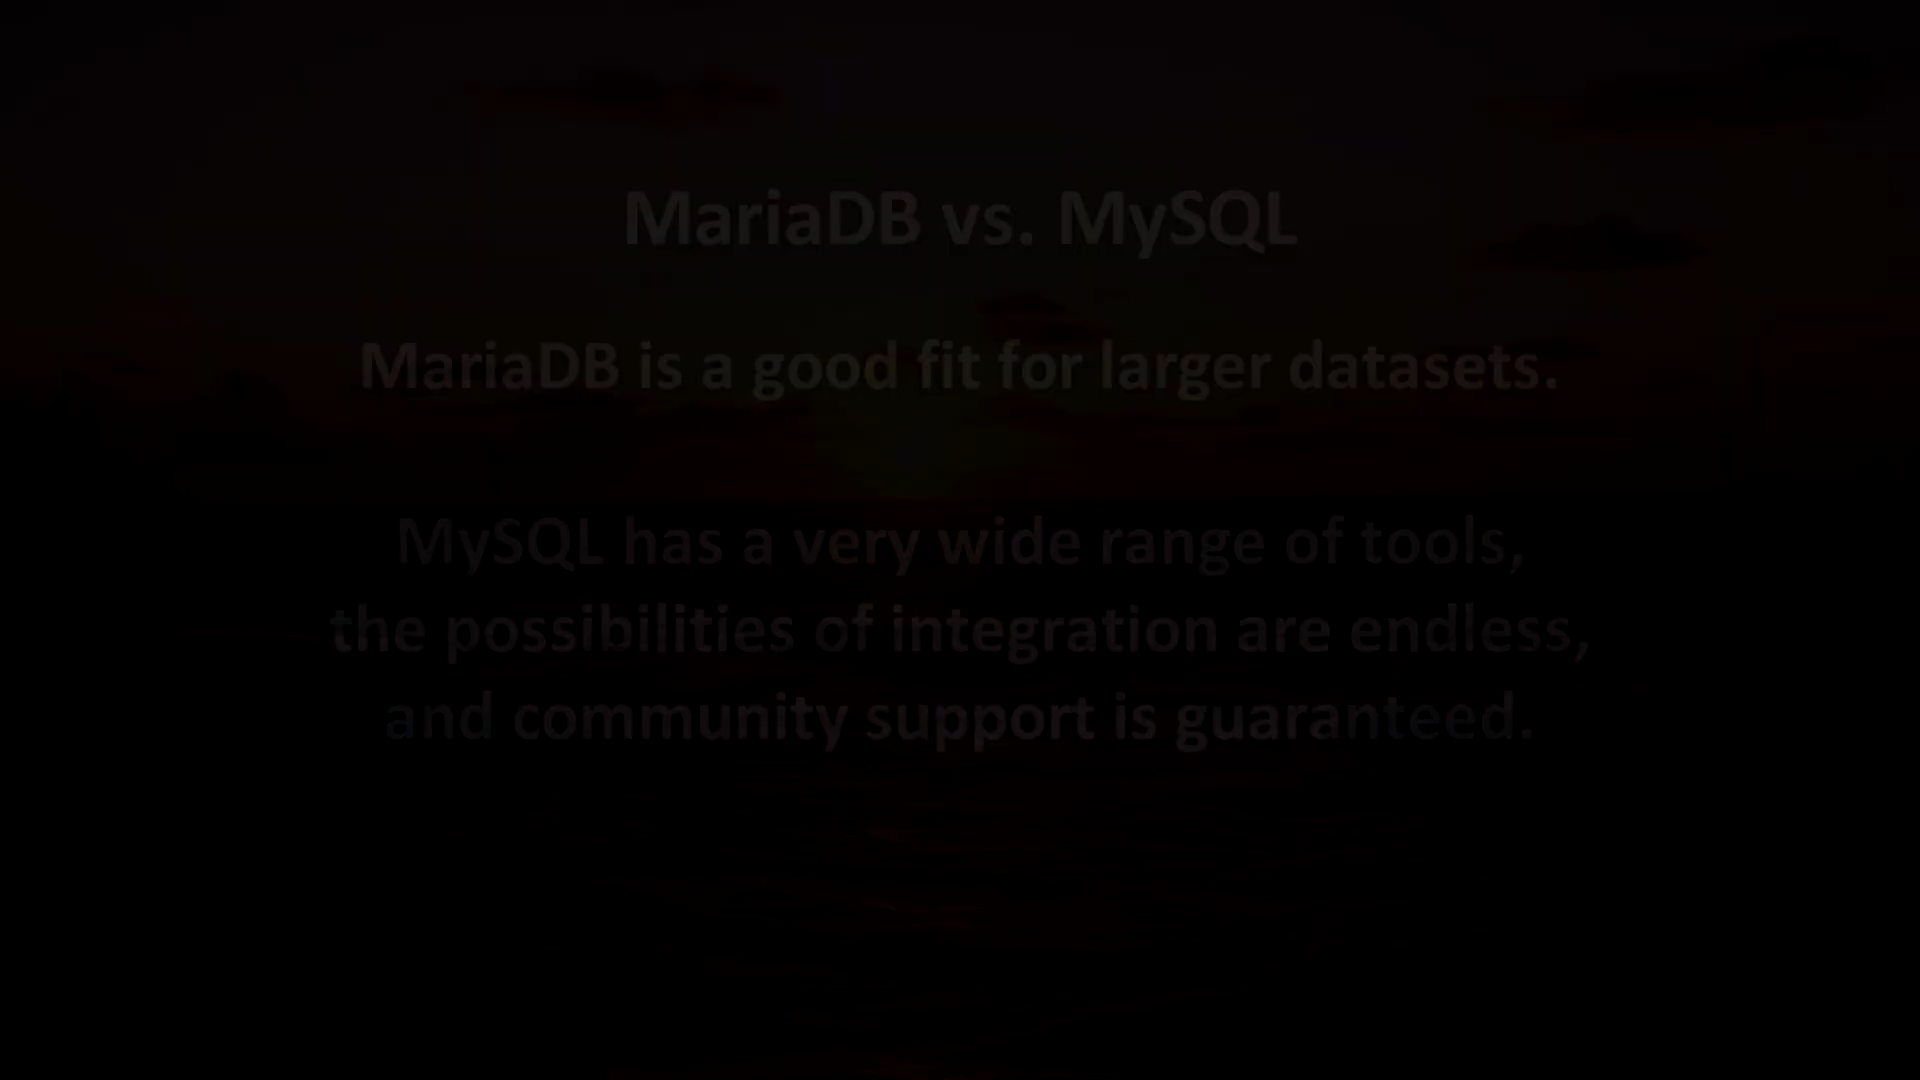 MariaDB vs. MySQL
MariaDB is a good fit for larger datasets.
MySQL has a very wide range of tools,
the possibilities of integration are endless,
and community support is guaranteed.